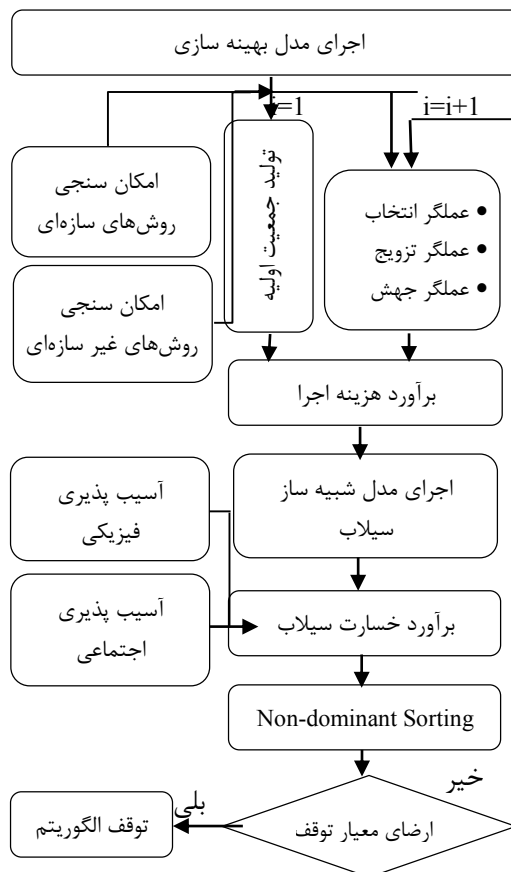 اجرای مدل بهینه سازی
i=1
i=i+1
امکان سنجی
روش‌های سازه‌ای
تولید جمعیت اولیه
• عملگر انتخاب
• عملگر تزویج
• عملگر جهش
امکان سنجی
روش‌های غیر سازه‌ای
برآورد هزینه اجرا
اجرای مدل شبیه ساز
سیلاب
آسیب پذیری
فیزیکی
برآورد خسارت سیلاب
آسیب پذیری
اجتماعی
Non-dominant Sorting
خیر
ارضای معیار توقف
بلی
توقف الگوریتم